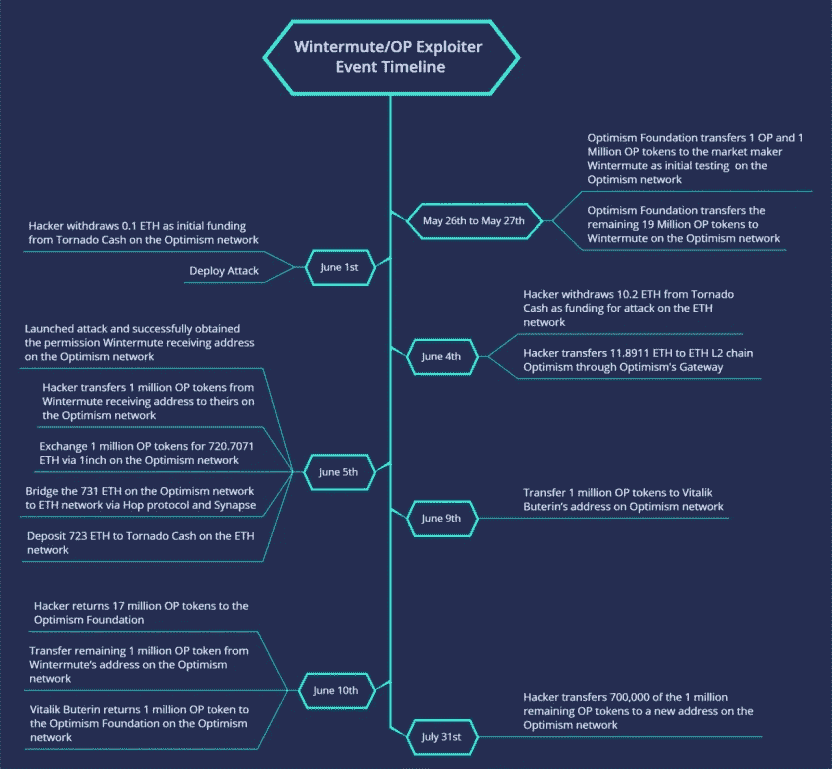 Wintermute/OP Exploiter
Event Timeline
Optimism Foundation transfers 1 OP and 1
Million OP tokens to the market maker
Wintermute as initial testing on the
Optimism network
May 26th to May 27th
Optimism Foundation transfers the
remaining 19 Million OP tokens to
Wintermute on the Optimism network
Hacker withdraws 0.1 ETH as initial funding
from Tornado Cash on the Optimism network
June 1st
Deploy Attack
Hacker withdraws 10.2 ETH from Tornado
Cash as funding for attack on the ETH
network
June 4th
Hacker transfers 11.8911 ETH to ETH L2 chain
Optimism through Optimism's Gateway
Launched attack and successfully obtained
the permission Wintermute receiving address
on the Optimism network
Hacker transfers 1 million OP tokens from
Wintermute receiving address to theirs on
the Optimism network
Exchange 1 million OP tokens for 720.7071
ETH via 1inch on the Optimism network
June 5th
Bridge the 731 ETH on the Optimism network
to ETH network via Hop protocol and Synapse
Deposit 723 ETH to Tornado Cash on the ETH
network
Transfer 1 million OP tokens to Vitalik
Buterin's address on Optimism network
June 9th
Hacker returns 17 million OP tokens to the
Optimism Foundation
Transfer remaining 1 million OP token from
Wintermute's address on the Optimism
network
June 10th
Vitalik Buterin returns 1 million OP token to
the Optimism Foundation on the Optimism
network
Hacker transfers 700,000 of the 1 million
remaining OP tokens to a new address on the
Optimism network
July 31st